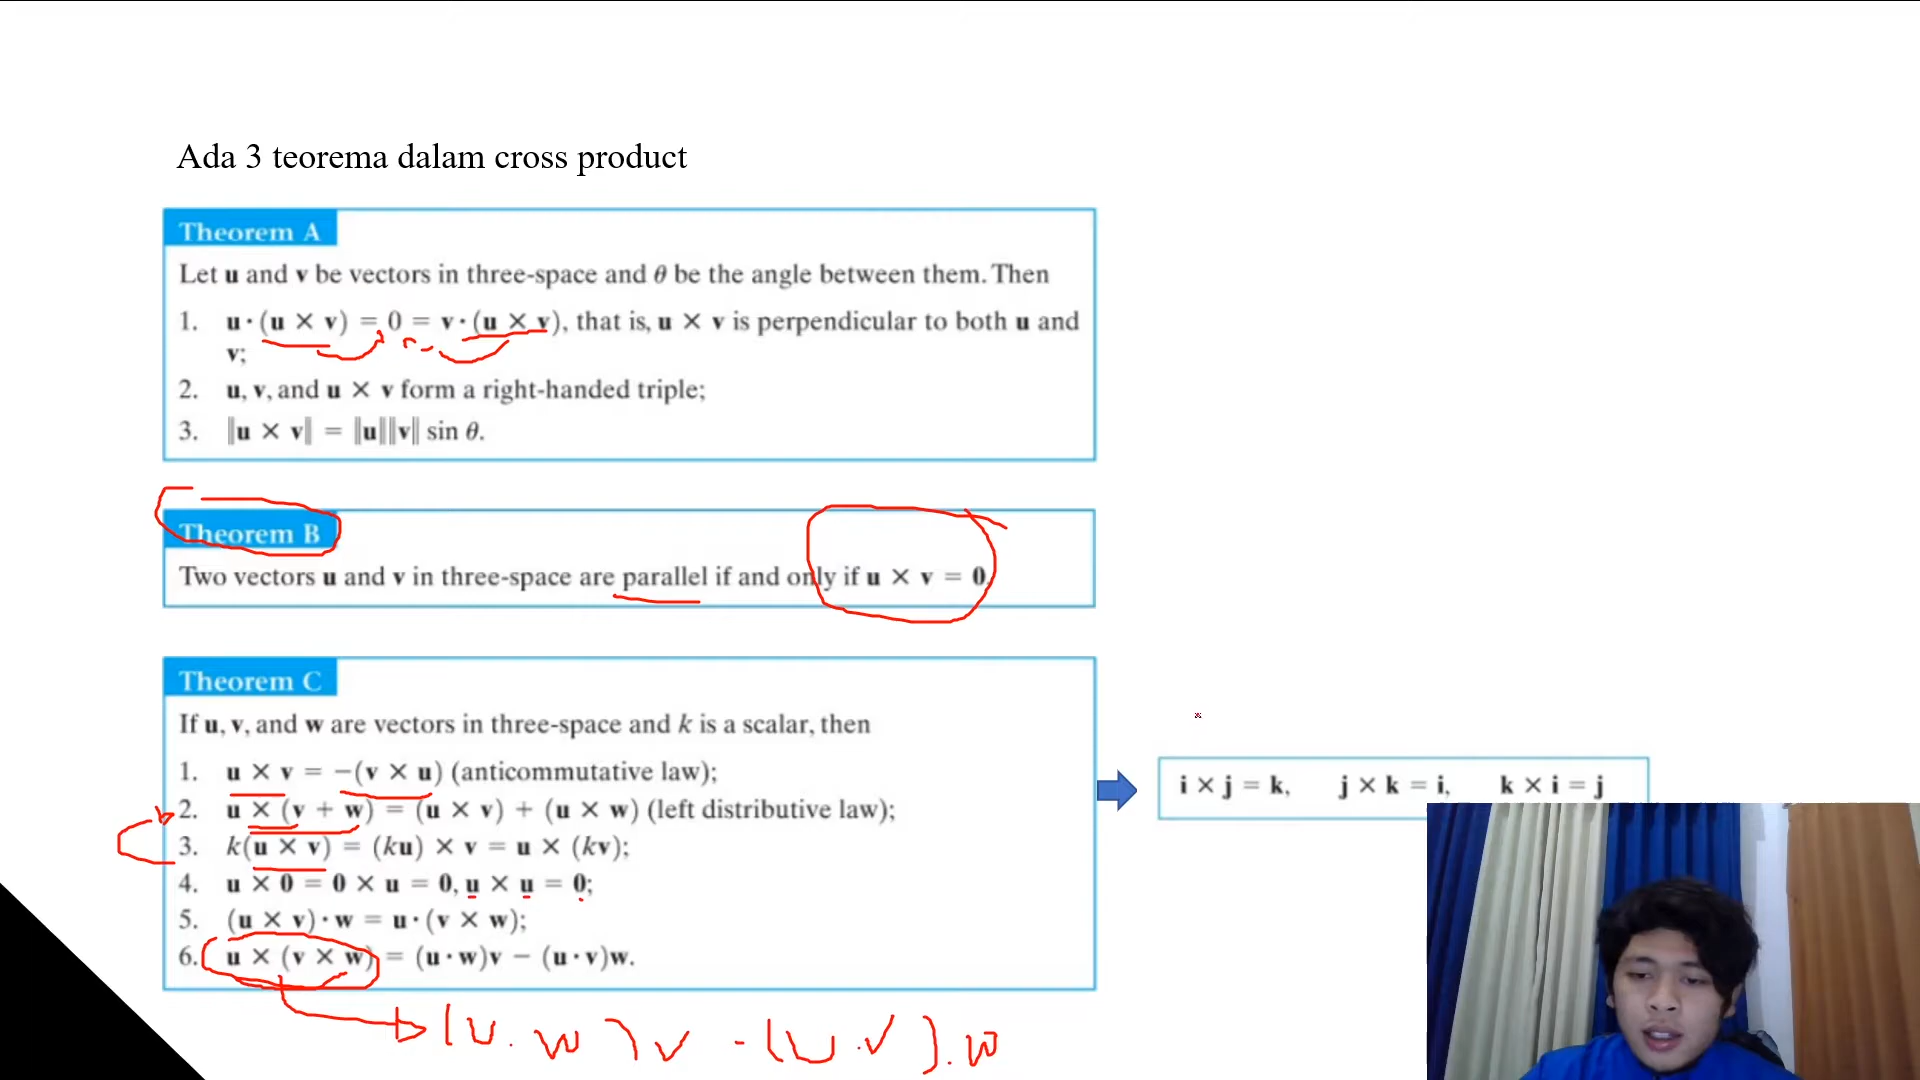 Ada 3 teorema dalam cross product
Theorem A
Let u and v be vectors in three-space and θ be the angle between them. Then
1. u · (u × v) = 0 = v · (u × v), that is, u × v is perpendicular to both u and
v;
2. u, v, and u × v form a right-handed triple;
3. ‖u × v‖ = ‖u‖‖v‖ sin θ.
Theorem B
Two vectors u and v in three-space are parallel if and only if u × v = 0
Theorem C
If u, v, and w are vectors in three-space and k is a scalar, then
1. u × v = −(v × u) (anticommutative law);
2. u × (v + w) = (u × v) + (u × w) (left distributive law);
3. k(u × v) = (ku) × v = u × (kv);
4. u × 0 = 0 × u = 0, u × u = 0;
5. (u × v) · w = u · (v × w);
6. u × (v × w) = (u · w)v − (u · v)w.
(u . w) v - (u . v) . w
i × j = k, j × k = i, k × i = j